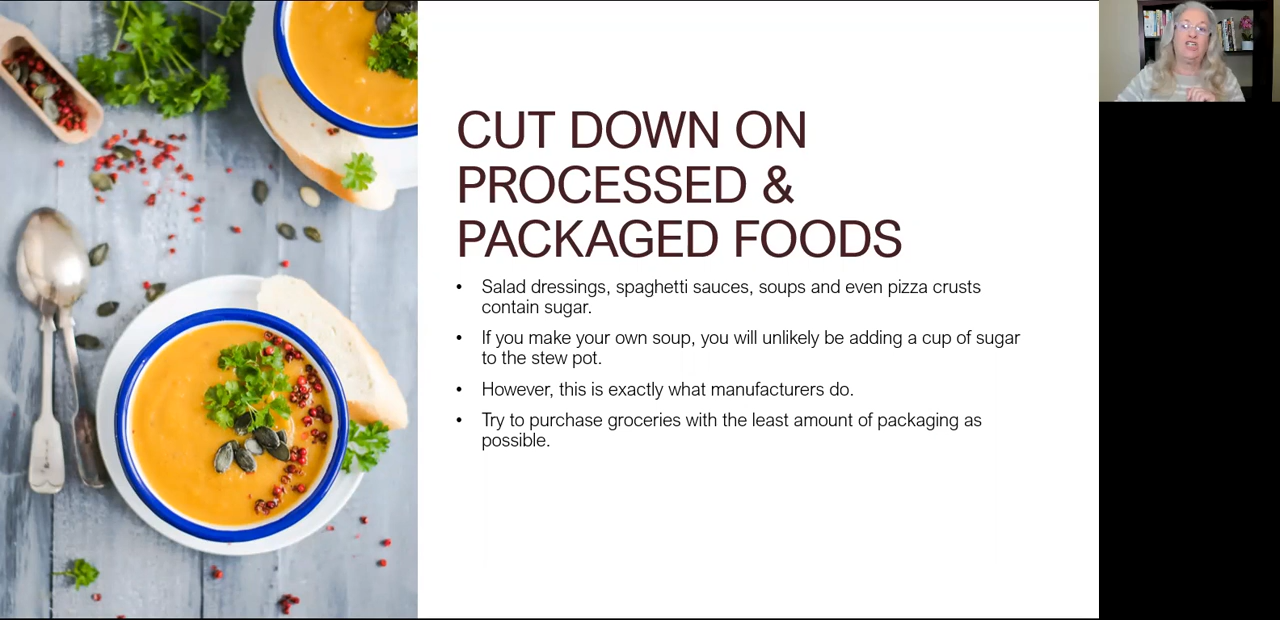 CUT DOWN ON
PROCESSED &
PACKAGED FOODS
• Salad dressings, spaghetti sauces, soups and even pizza crusts
contain sugar.
• If you make your own soup, you will unlikely be adding a cup of sugar
to the stew pot.
• However, this is exactly what manufacturers do.
• Try to purchase groceries with the least amount of packaging as
possible.